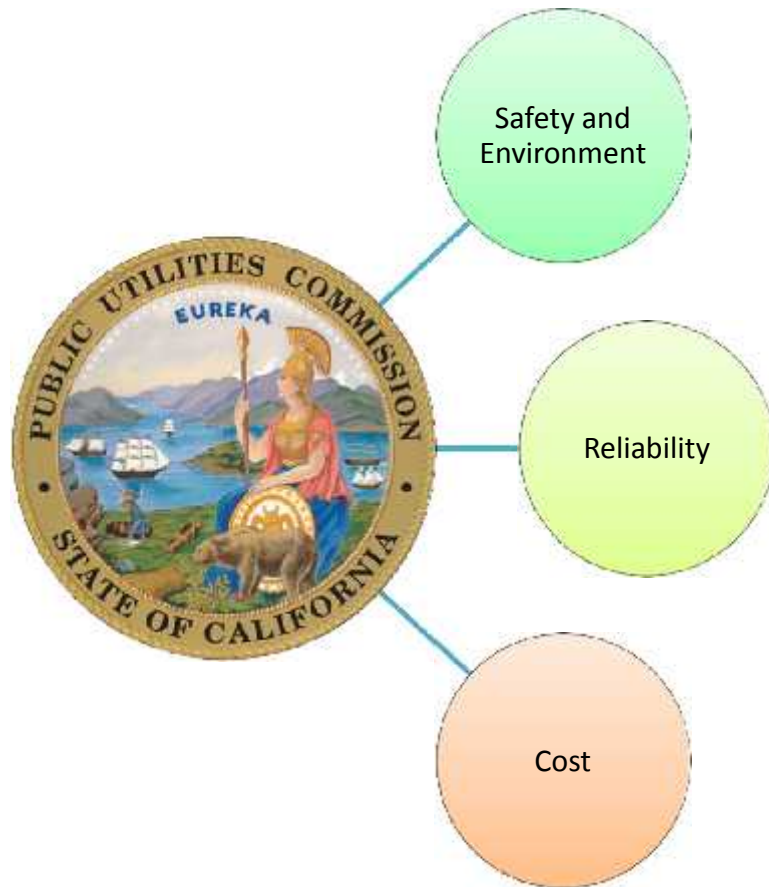 PUBLIC UTILITIES COMMISSION
EUREKA
• STATE OF CALIFORNIA •
Safety and
Environment
Reliability
Cost